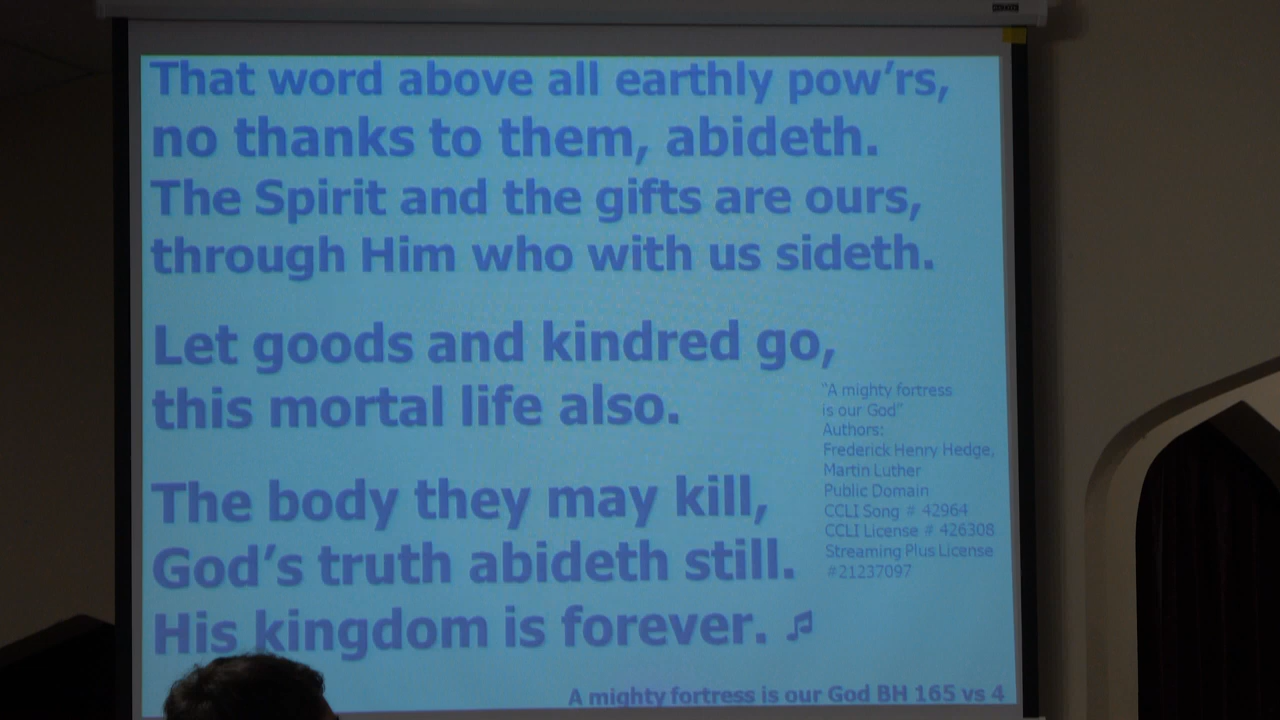 That word above all earthly pow'rs,
no thanks to them, abideth.
The Spirit and the gifts are ours,
through Him who with us sideth.
Let goods and kindred go,
this mortal life also.
The body they may kill,
God's truth abideth still.
His kingdom is forever. ♫
"A mighty fortress
is our God"
Authors:
Frederick Henry Hedge,
Martin Luther
Public Domain
CCLI Song # 42964
CCLI License # 426308
Streaming Plus License
#21237097
A mighty fortress is our God BH 165 vs 4